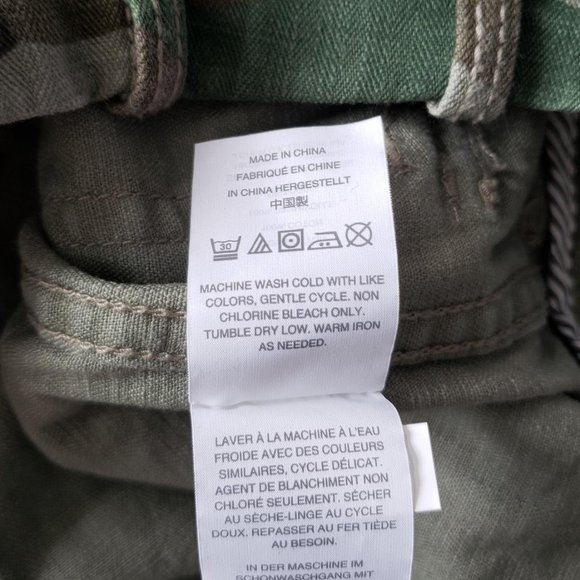 MADE IN CHINA
FABRIQUÉ EN CHINE
IN CHINA HERGESTELLT
中国製
30
MACHINE WASH COLD WITH LIKE
COLORS, GENTLE CYCLE. NON
CHLORINE BLEACH ONLY.
TUMBLE DRY LOW. WARM IRON
AS NEEDED.
LAVER À LA MACHINE À L'EAU
FROIDE AVEC DES COULEURS
SIMILAIRES, CYCLE DÉLICAT.
AGENT DE BLANCHIMENT NON
CHLORÉ SEULEMENT. SÉCHER
AU SÈCHE-LINGE AU CYCLE
DOUX. REPASSER AU FER TIÈDE
AU BESOIN.
IN DER MASCHINE IM
SCHONWASCHGANG MIT